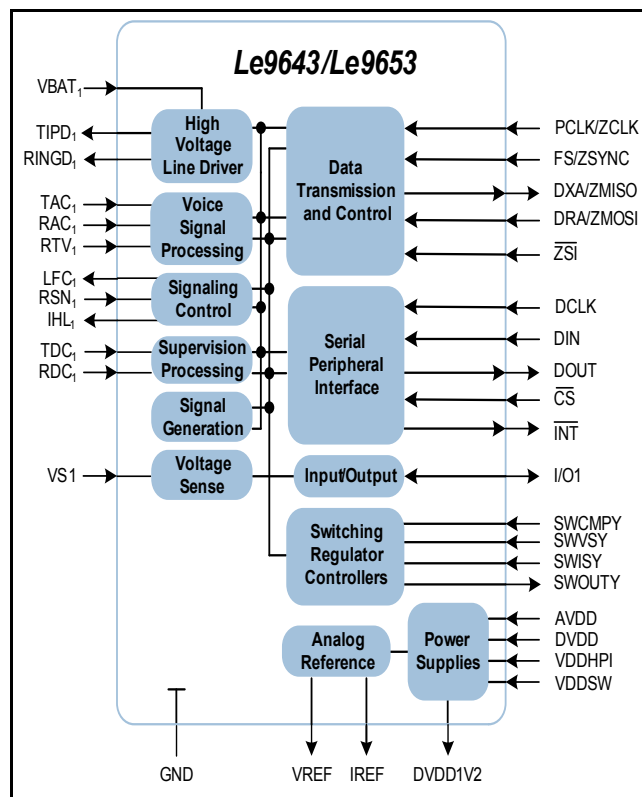 Le9643/Le9653
VBAT₁
TIPD₁
RINGD₁
TAC₁
RAC₁
RTV₁
LFC₁
RSN₁
IHL₁
TDC₁
RDC₁
VS1
High
Voltage
Line Driver
Voice
Signal
Processing
Signaling
Control
Supervision
Processing
Signal
Generation
Voltage
Sense
Data
Transmission
and Control
Serial
Peripheral
Interface
Input/Output
Switching
Regulator
Controllers
Analog
Reference
Power
Supplies
PCLK/ZCLK
FS/ZSYNC
DXA/ZMISO
DRA/ZMOSI
Z̅S̅I̅
DCLK
DIN
DOUT
C̅S̅
I̅N̅T̅
I/O1
SWCMPY
SWVSY
SWISY
SWOUTY
AVDD
DVDD
VDDHPI
VDDSW
GND
VREF
IREF
DVDD1V2